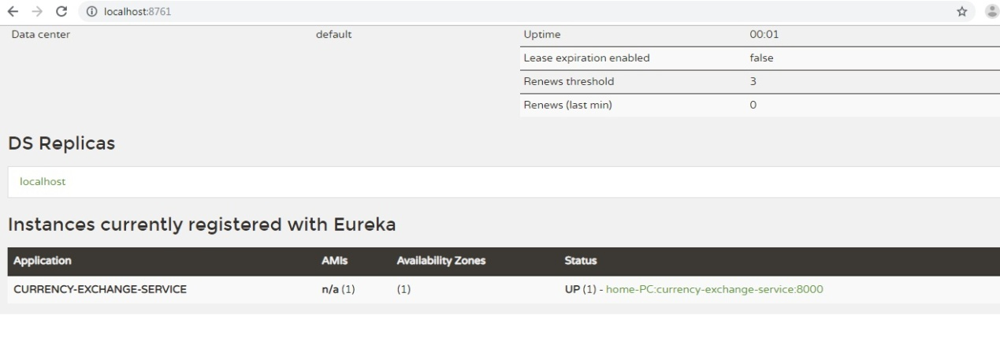 localhost:8761
Data center default Uptime 00:01
Lease expiration enabled false
Renews threshold 3
Renews (last min) 0
DS Replicas
localhost
Instances currently registered with Eureka
Application AMIs Availability Zones Status
CURRENCY-EXCHANGE-SERVICE n/a (1) (1) UP (1) - home-PC:currency-exchange-service:8000